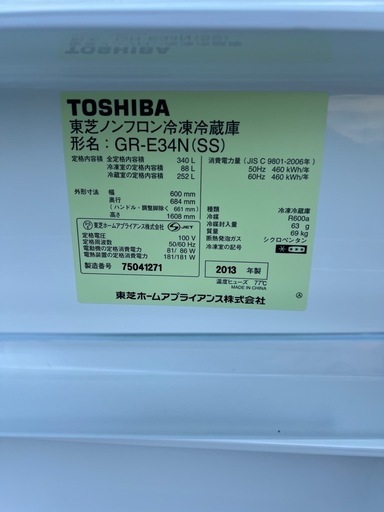 TOSHIBA
東芝ノンフロン冷凍冷蔵庫
形名：GR-E34N(SS)
定格内容積 全定格内容積 340 L
冷凍室の定格内容積 88 L
冷蔵室の定格内容積 252 L
外形寸法 幅 600 mm
奥行 684 mm
(ハンドル・調整脚除く 661 mm)
高さ 1608 mm
東芝ホームアプライアンス株式会社 S JET
定格電圧 100 V
定格周波数 50/60 Hz
電動機の定格消費電力 81/ 86 W
電熱装置の定格消費電力 181/181 W
製造番号 75041271
消費電力量 (JIS C 9801-2006年)
50Hz 460 kWh/年
60Hz 460 kWh/年
種類 冷凍冷蔵庫
冷媒 R600a
冷媒封入量 63 g
質量 69 kg
断熱発泡ガス シクロペンタン
冷凍室の記号
2013 年製
温度ヒューズ 77℃
MADE IN CHINA
東芝ホームアプライアンス株式会社